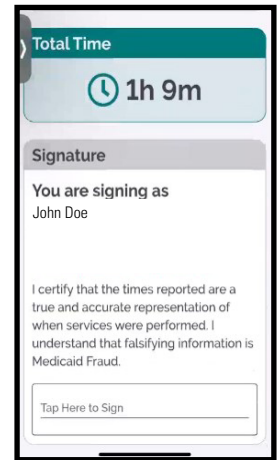 Total Time
1h 9m
Signature
You are signing as
John Doe
I certify that the times reported are a
true and accurate representation of
when services were performed. I
understand that falsifying information is
Medicaid Fraud.
Tap Here to Sign